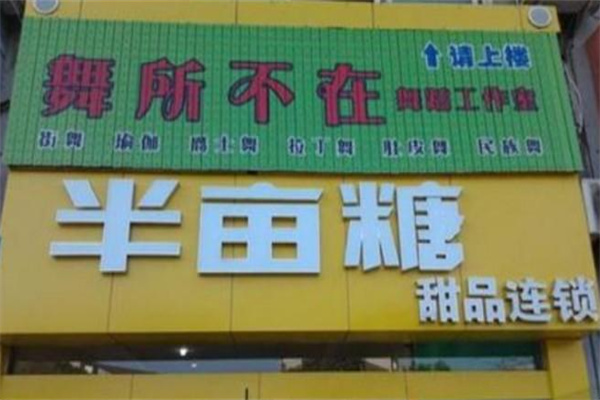 请上楼
舞所不在 舞蹈工作室
街舞 瑜伽 爵士舞 拉丁舞 肚皮舞 民族舞
半亩糖
甜品连锁